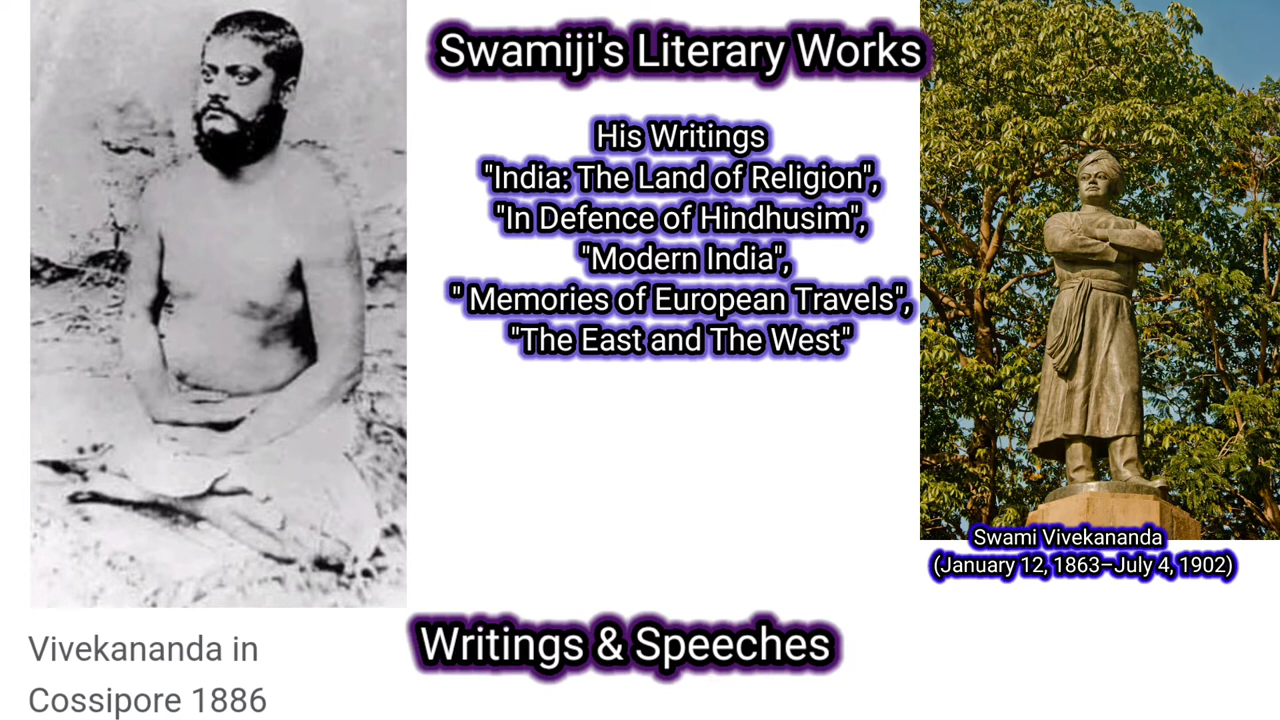 Swamiji's Literary Works
His Writings
"India: The Land of Religion",
"In Defence of Hindhusim",
"Modern India",
" Memories of European Travels",
"The East and The West"
Swami Vivekananda
(January 12, 1863–July 4, 1902)
Writings & Speeches
Vivekananda in
Cossipore 1886